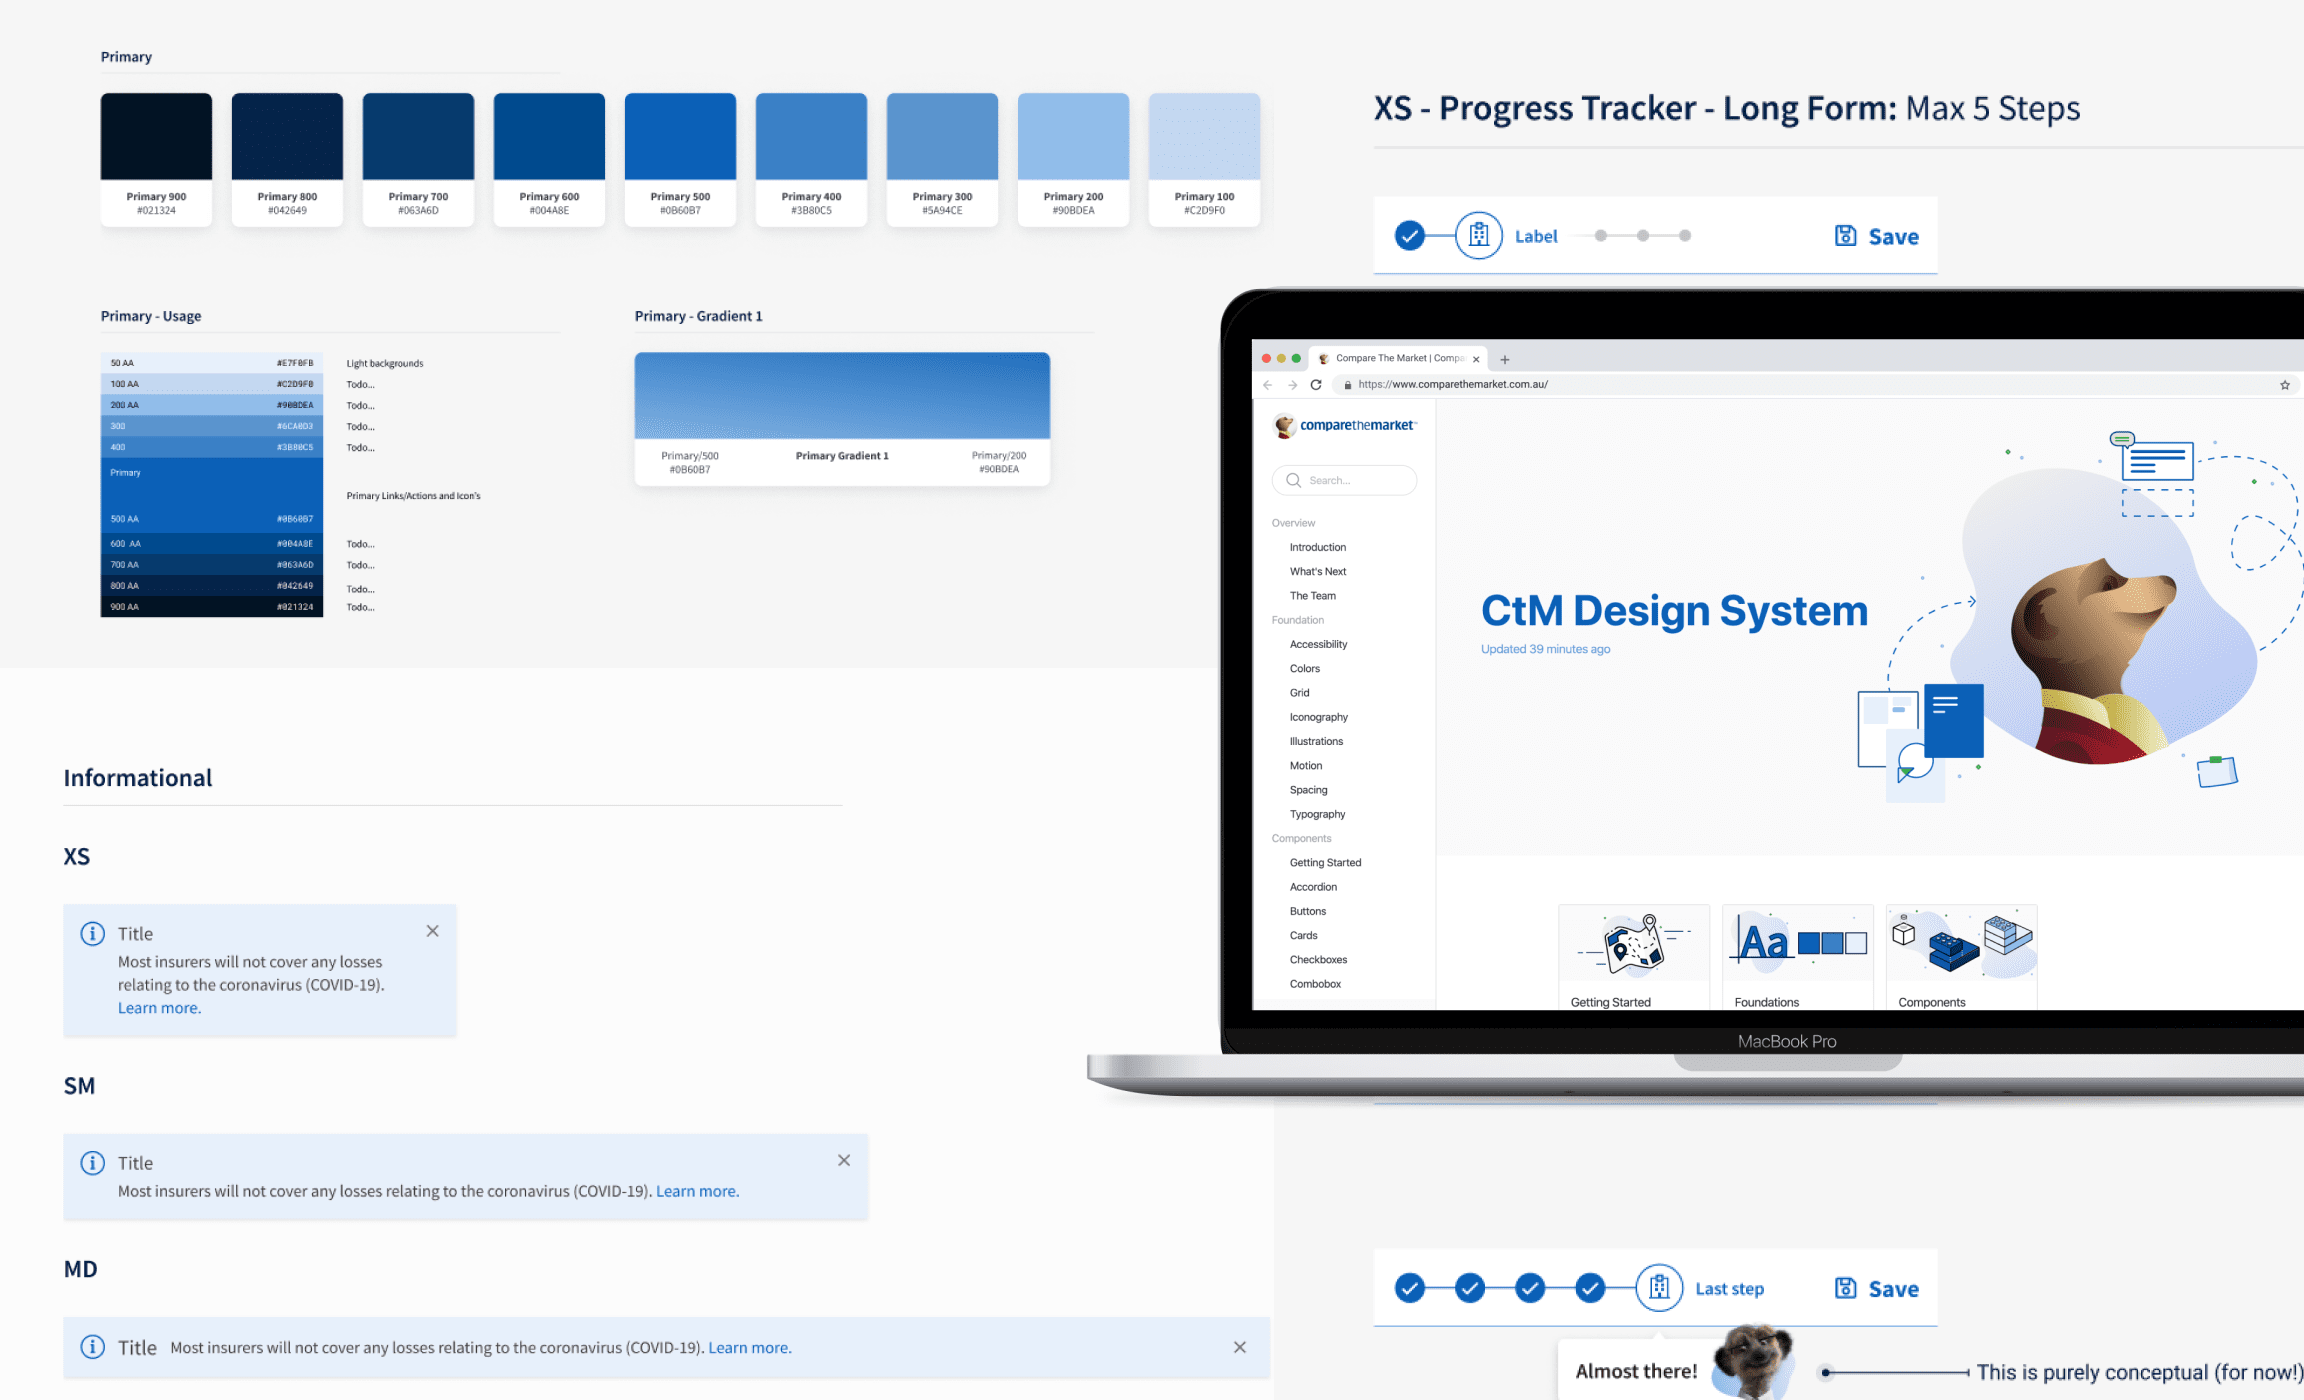 Primary
Primary 900
#021324
Primary 800
#042649
Primary 700
#063A6D
Primary 600
#004A8E
Primary 500
#0B60B7
Primary 400
#3B80C5
Primary 300
#5A94CE
Primary 200
#90BDEA
Primary 100
#C2D9F0
Primary - Usage
50 AA #E7F0FB Light backgrounds
100 AA #C2D9F0 Todo...
200 AA #90BDEA Todo...
300 #6CA0D3 Todo...
400 #3B80C5 Todo...
Primary
Primary Links/Actions and Icon's
500 AA #0B60B7
600 AA #004A8E Todo...
700 AA #063A6D Todo...
800 AA #042649 Todo...
900 AA #021324 Todo...
Primary - Gradient 1
Primary/500 Primary Gradient 1 Primary/200
#0B60B7 #90BDEA
XS - Progress Tracker - Long Form: Max 5 Steps
Label
Save
Compare The Market | Compa
https://www.comparethemarket.com.au/
comparethemarket
Search...
Overview
Introduction
What's Next
The Team
Foundation
Accessibility
Colors
Grid
Iconography
Illustrations
Motion
Spacing
Typography
Components
Getting Started
Accordion
Buttons
Cards
Checkboxes
Combobox
CtM Design System
Updated 39 minutes ago
Aa
Getting Started
Foundations
Components
MacBook Pro
Informational
XS
Title
Most insurers will not cover any losses
relating to the coronavirus (COVID-19).
Learn more.
SM
Title
Most insurers will not cover any losses relating to the coronavirus (COVID-19). Learn more.
MD
Title Most insurers will not cover any losses relating to the coronavirus (COVID-19). Learn more.
Last step
Save
Almost there!
This is purely conceptual (for now!)